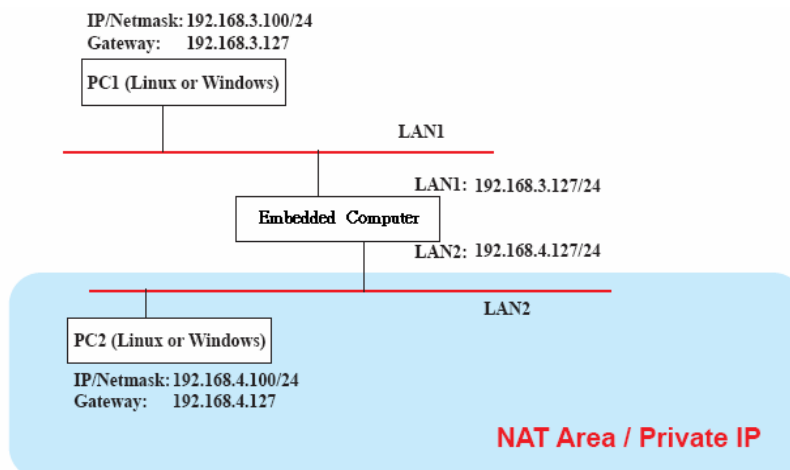 IP/Netmask: 192.168.3.100/24
Gateway: 192.168.3.127
PC1 (Linux or Windows)
LAN1
LAN1: 192.168.3.127/24
Embedded Computer
LAN2: 192.168.4.127/24
LAN2
PC2 (Linux or Windows)
IP/Netmask: 192.168.4.100/24
Gateway: 192.168.4.127
NAT Area / Private IP